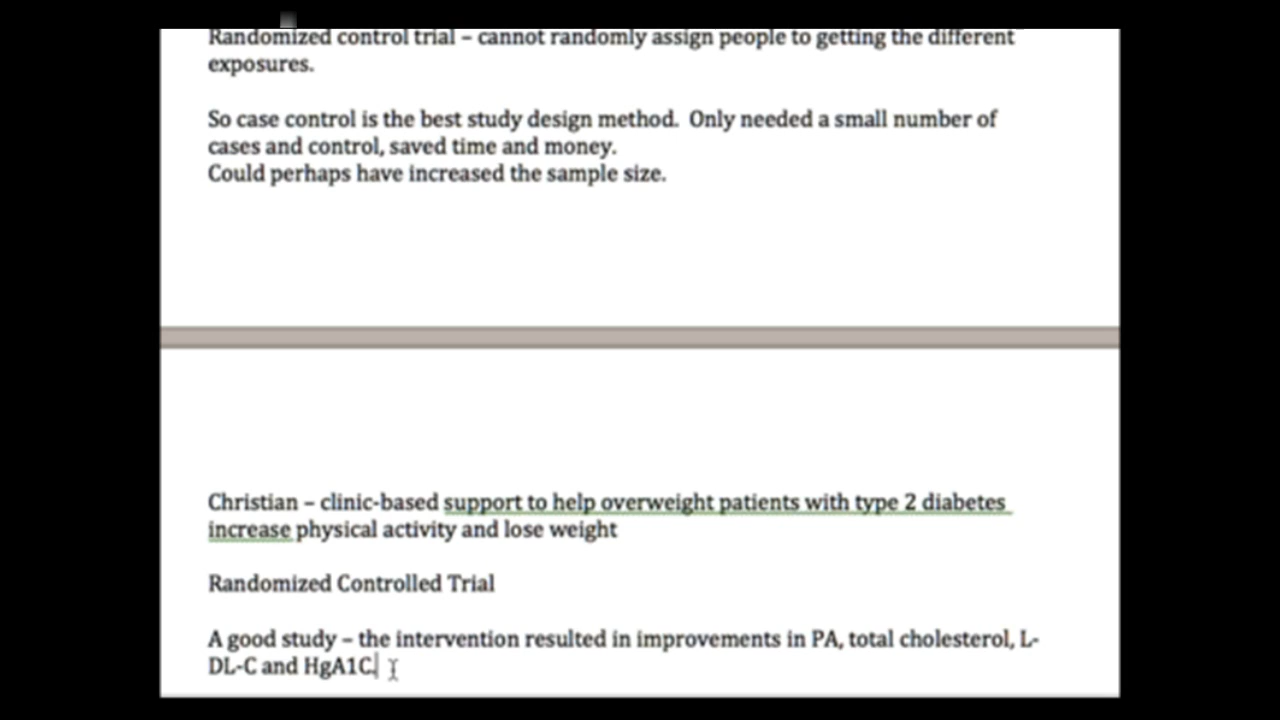 Randomized control trial – cannot randomly assign people to getting the different
exposures.
So case control is the best study design method.  Only needed a small number of
cases and control, saved time and money.
Could perhaps have increased the sample size.
Christian – clinic-based support to help overweight patients with type 2 diabetes
increase physical activity and lose weight
Randomized Controlled Trial
A good study – the intervention resulted in improvements in PA, total cholesterol, L-
DL-C and HgA1C.